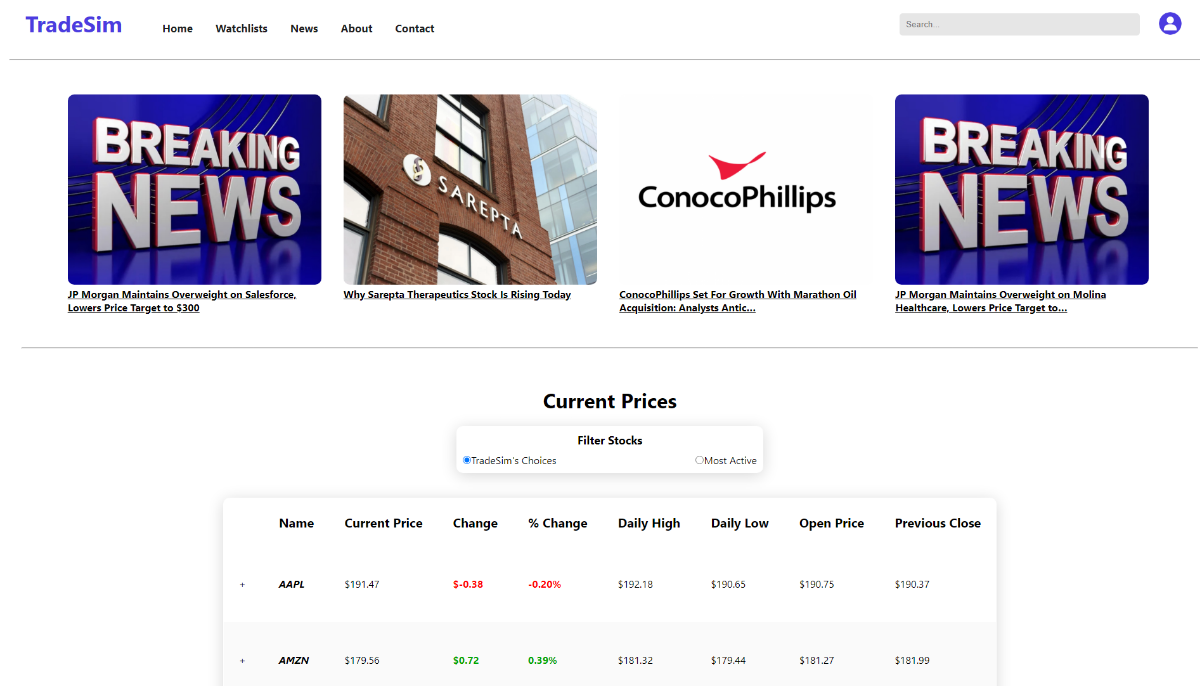 TradeSim
Home Watchlists News About Contact
Search...
BREAKING
NEWS
SAREPTA
ConocoPhillips
BREAKING
NEWS
JP Morgan Maintains Overweight on Salesforce,
Lowers Price Target to $300
Why Sarepta Therapeutics Stock Is Rising Today
ConocoPhillips Set For Growth With Marathon Oil
Acquisition: Analysts Antic...
JP Morgan Maintains Overweight on Molina
Healthcare, Lowers Price Target to...
Current Prices
Filter Stocks
TradeSim's Choices Most Active
Name Current Price Change % Change Daily High Daily Low Open Price Previous Close
+ AAPL $191.47 $-0.38 -0.20% $192.18 $190.65 $190.75 $190.37
+ AMZN $179.56 $0.72 0.39% $181.32 $179.44 $181.27 $181.99